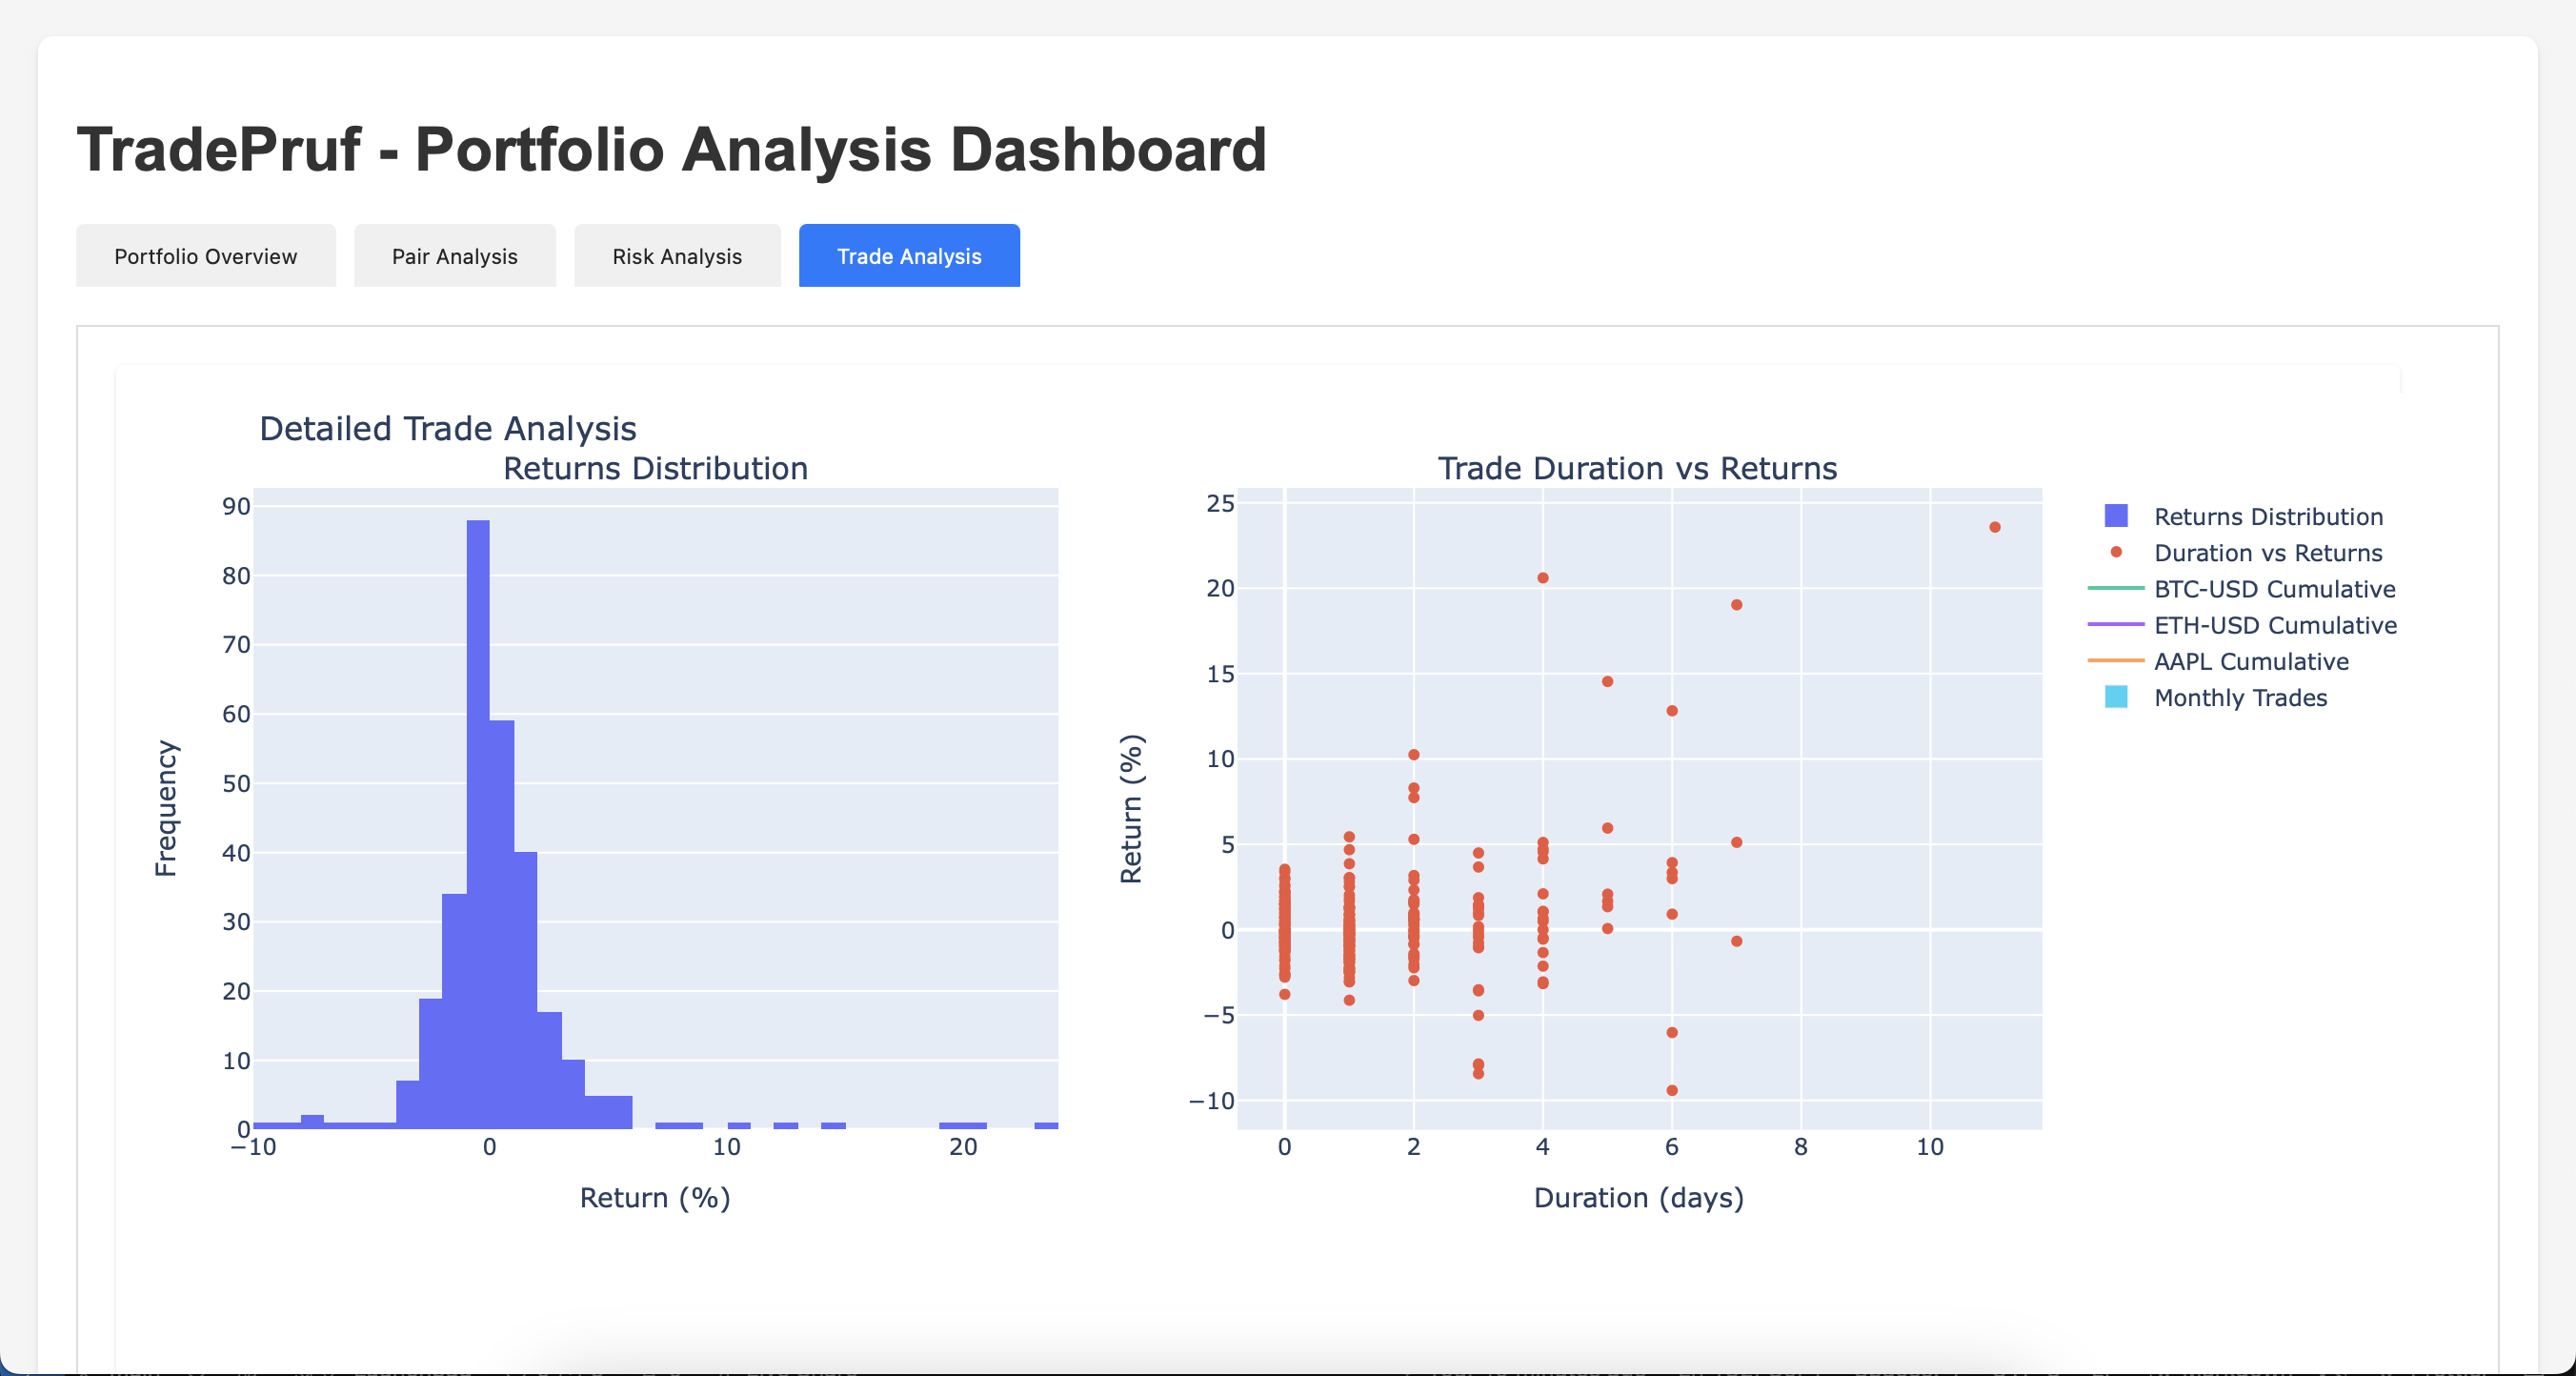 TradePruf - Portfolio Analysis Dashboard
Portfolio Overview
Pair Analysis
Risk Analysis
Trade Analysis
Detailed Trade Analysis
Returns Distribution
90
80
70
60
50
40
30
20
10
0
Frequency
−10
0
10
20
Return (%)
Trade Duration vs Returns
25
20
15
10
5
0
−5
−10
Return (%)
0
2
4
6
8
10
Duration (days)
Returns Distribution
Duration vs Returns
BTC-USD Cumulative
ETH-USD Cumulative
AAPL Cumulative
Monthly Trades